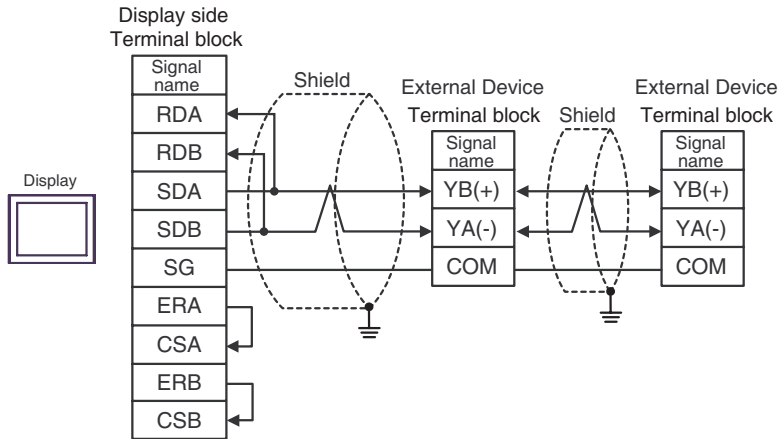 Display side
Terminal block
Signal
name
RDA
RDB
SDA
SDB
SG
ERA
CSA
ERB
CSB
Display
Shield
External Device
Terminal block
Signal
name
YB(+)
YA(-)
COM
Shield
External Device
Terminal block
Signal
name
YB(+)
YA(-)
COM